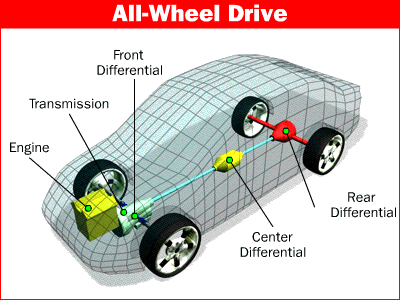 All-Wheel Drive
Front
Differential
Transmission
Engine
Rear
Differential
Center
Differential